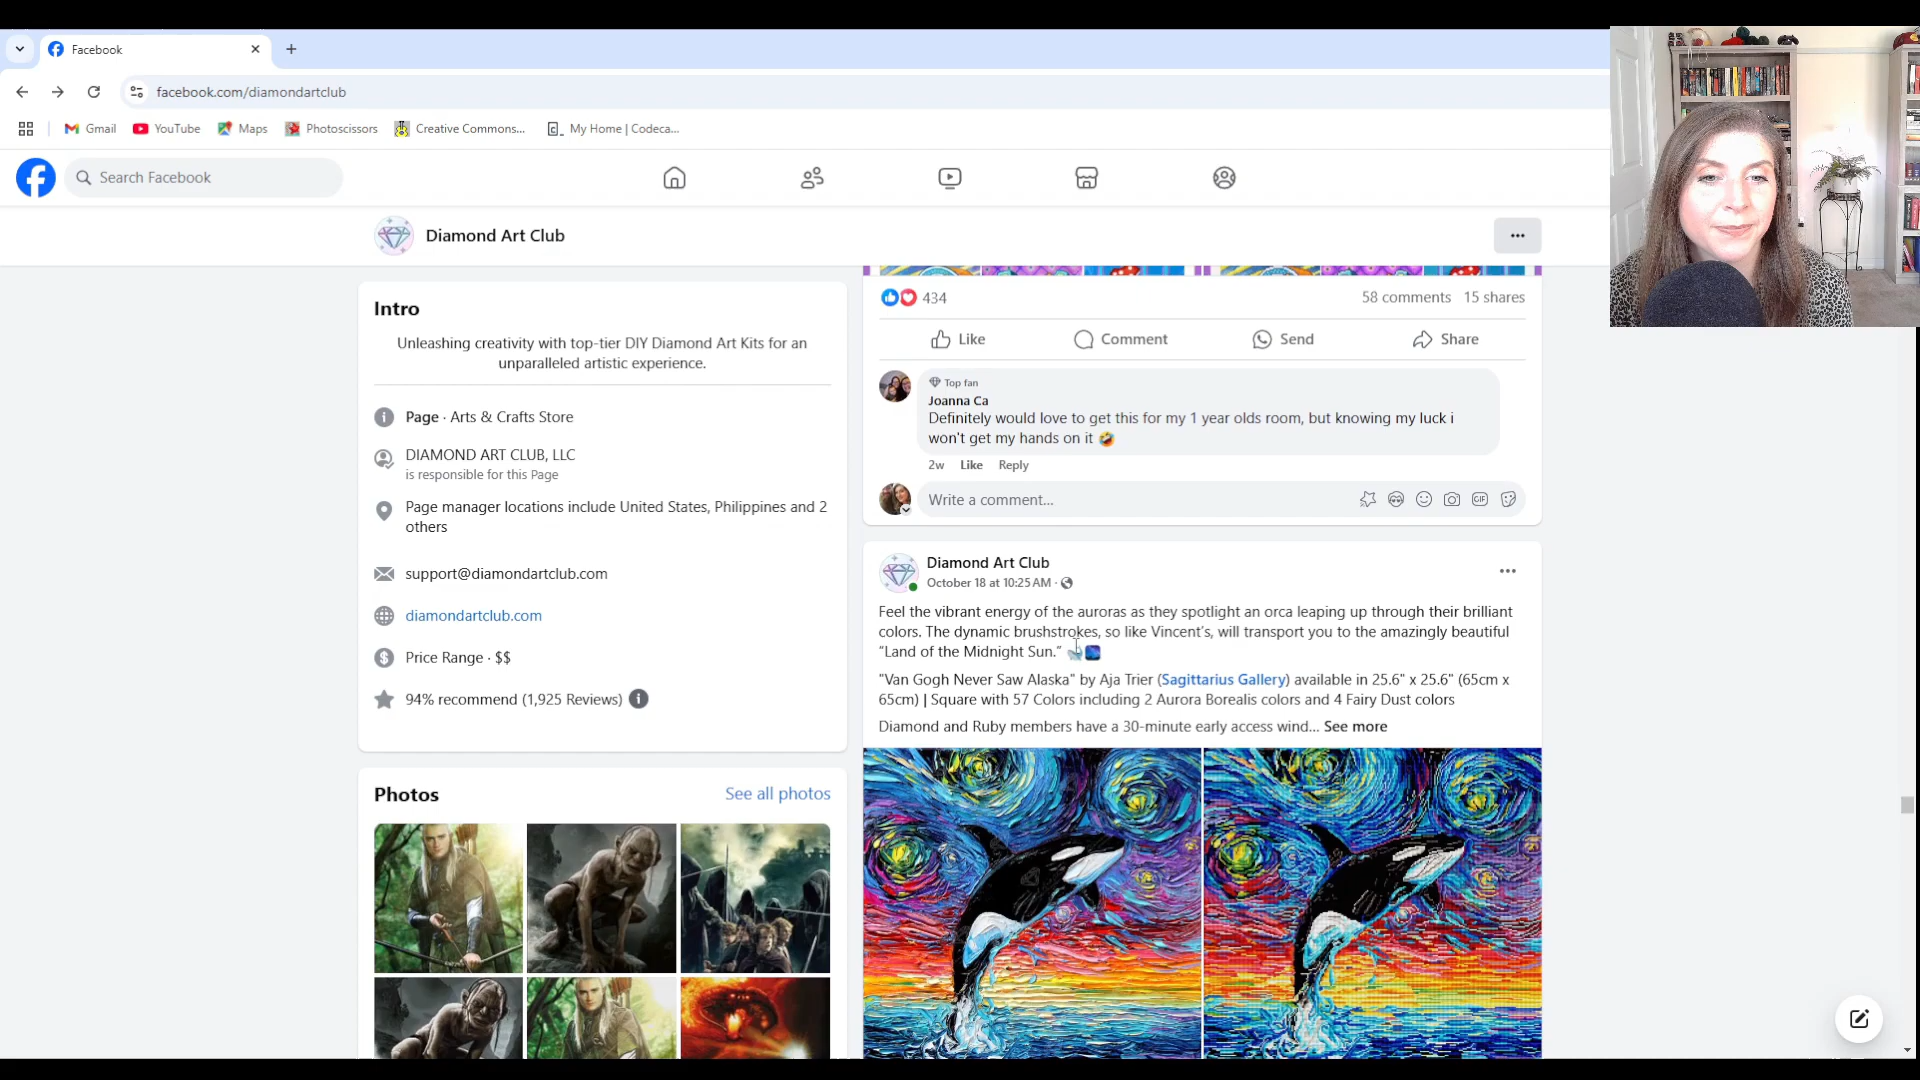 Facebook
facebook.com/diamondartclub
Gmail
YouTube
Maps
Photoscissors
Creative Commons...
My Home | Codeca...
Search Facebook
Diamond Art Club
Intro
Unleashing creativity with top-tier DIY Diamond Art Kits for an
unparalleled artistic experience.
Page · Arts & Crafts Store
DIAMOND ART CLUB, LLC
is responsible for this Page
Page manager locations include United States, Philippines and 2
others
support@diamondartclub.com
diamondartclub.com
Price Range · $$
94% recommend (1,925 Reviews)
Photos
See all photos
434
58 comments 15 shares
Like
Comment
Send
Share
Top fan
Joanna Ca
Definitely would love to get this for my 1 year olds room, but knowing my luck i
won't get my hands on it 🤣
2w Like Reply
Write a comment...
GIF
Diamond Art Club
October 18 at 10:25 AM ·
Feel the vibrant energy of the auroras as they spotlight an orca leaping up through their brilliant
colors. The dynamic brushstrokes, so like Vincent's, will transport you to the amazingly beautiful
"Land of the Midnight Sun."
"Van Gogh Never Saw Alaska" by Aja Trier (Sagittarius Gallery) available in 25.6" x 25.6" (65cm x
65cm) | Square with 57 Colors including 2 Aurora Borealis colors and 4 Fairy Dust colors
Diamond and Ruby members have a 30-minute early access wind... See more